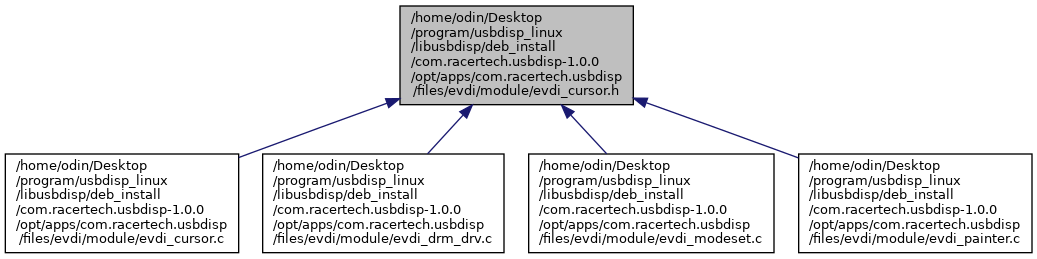 /home/odin/Desktop
/program/usbdisp_linux
/libusbdisp/deb_install
/com.racertech.usbdisp-1.0.0
/opt/apps/com.racertech.usbdisp
/files/evdi/module/evdi_cursor.h
/home/odin/Desktop
/program/usbdisp_linux
/libusbdisp/deb_install
/com.racertech.usbdisp-1.0.0
/opt/apps/com.racertech.usbdisp
/files/evdi/module/evdi_cursor.c
/home/odin/Desktop
/program/usbdisp_linux
/libusbdisp/deb_install
/com.racertech.usbdisp-1.0.0
/opt/apps/com.racertech.usbdisp
/files/evdi/module/evdi_drm_drv.c
/home/odin/Desktop
/program/usbdisp_linux
/libusbdisp/deb_install
/com.racertech.usbdisp-1.0.0
/opt/apps/com.racertech.usbdisp
/files/evdi/module/evdi_modeset.c
/home/odin/Desktop
/program/usbdisp_linux
/libusbdisp/deb_install
/com.racertech.usbdisp-1.0.0
/opt/apps/com.racertech.usbdisp
/files/evdi/module/evdi_painter.c